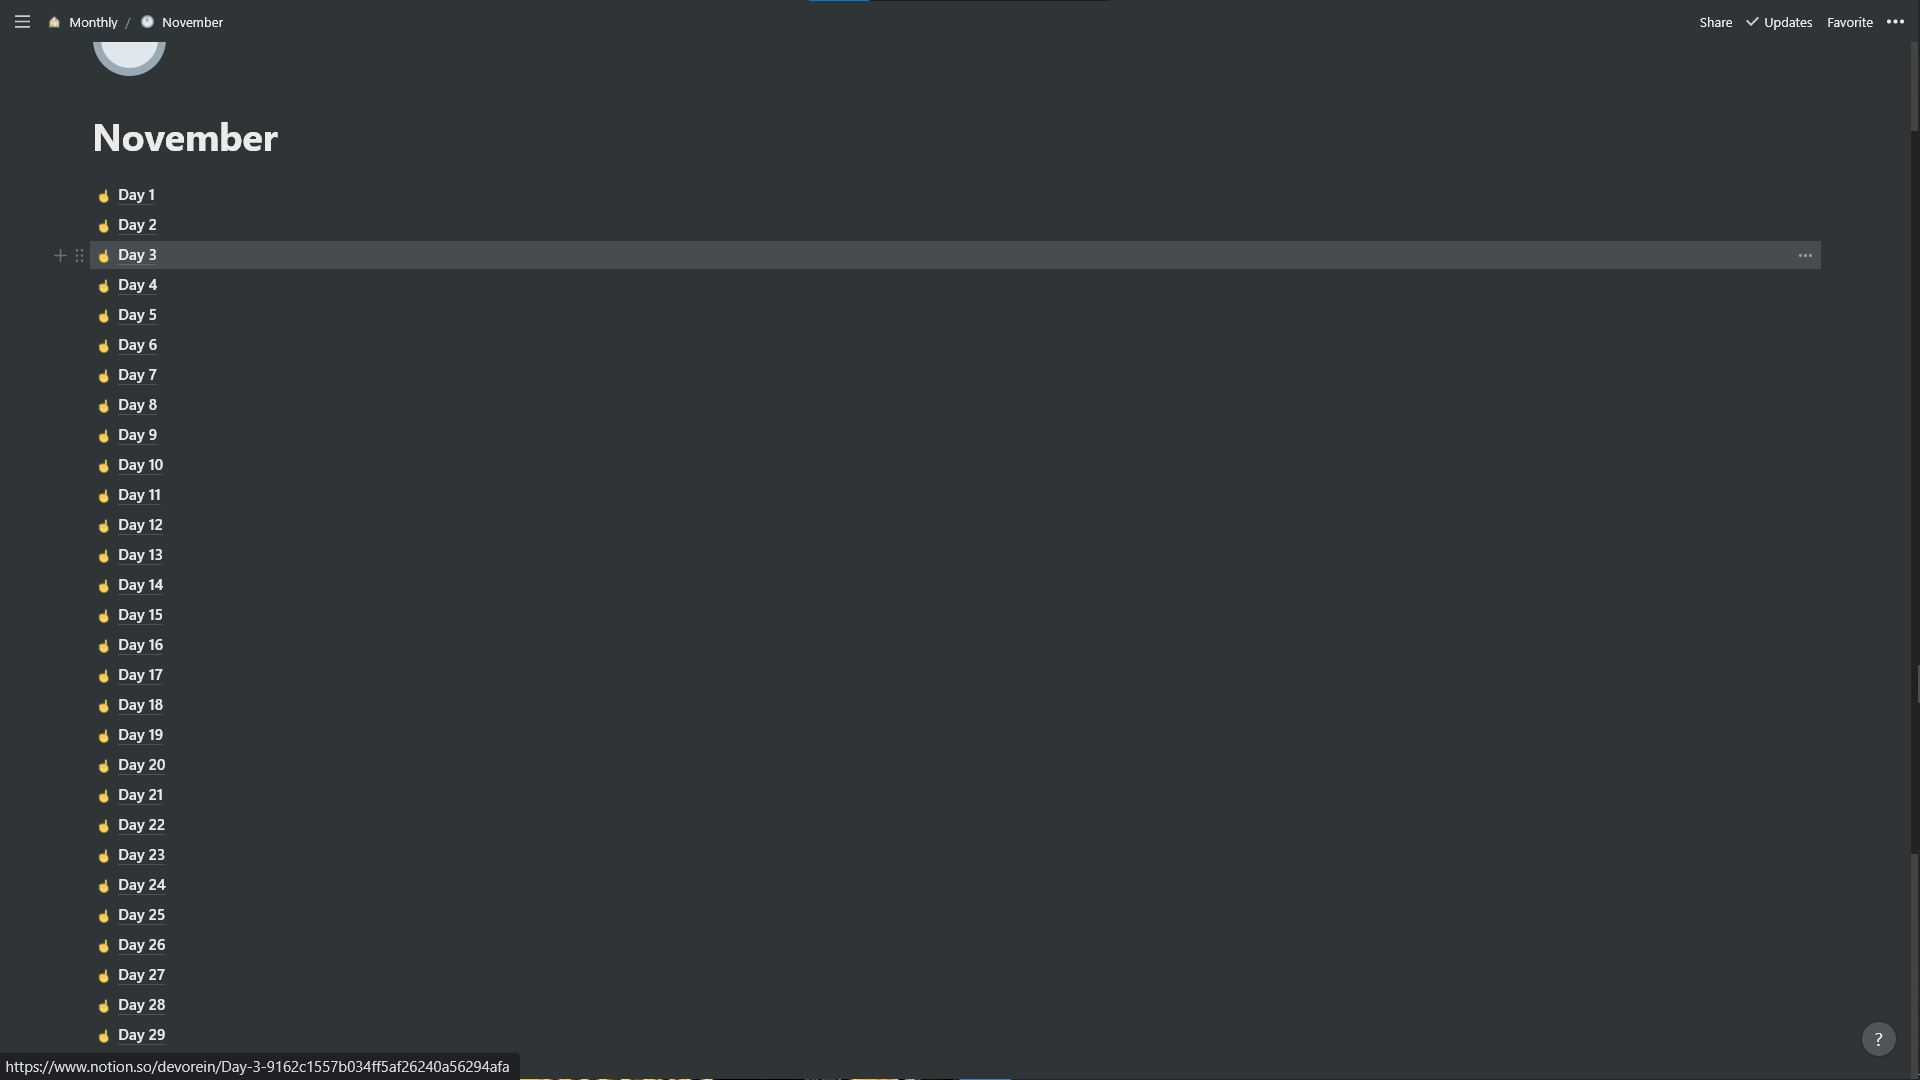 Monthly / November
Share Updates Favorite
November
Day 1
Day 2
Day 3
Day 4
Day 5
Day 6
Day 7
Day 8
Day 9
Day 10
Day 11
Day 12
Day 13
Day 14
Day 15
Day 16
Day 17
Day 18
Day 19
Day 20
Day 21
Day 22
Day 23
Day 24
Day 25
Day 26
Day 27
Day 28
Day 29
?
https://www.notion.so/devorein/Day-3-9162c1557b034ff5af26240a56294afa